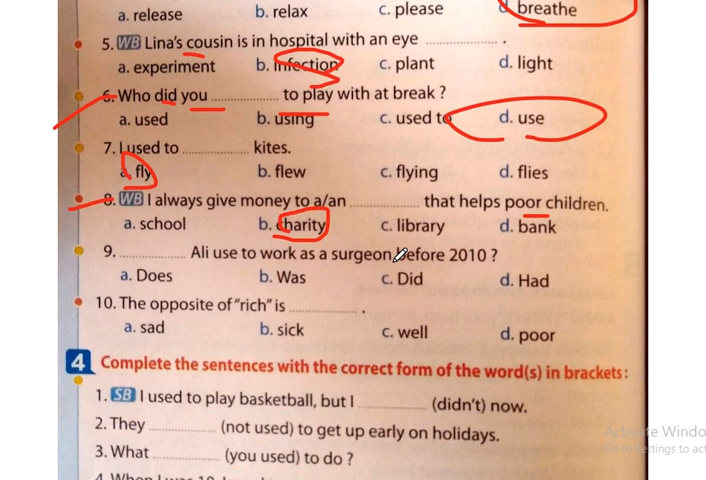 a. release b. relax c. please d. breathe
5. WB Lina's cousin is in hospital with an eye ................ .
a. experiment b. infection c. plant d. light
6. Who did you ................ to play with at break ?
a. used b. using c. used to d. use
7. I used to ................ kites.
a. fly b. flew c. flying d. flies
8. WB I always give money to a/an ................ that helps poor children.
a. school b. charity c. library d. bank
9. ................ Ali use to work as a surgeon before 2010 ?
a. Does b. Was c. Did d. Had
10. The opposite of "rich" is ................ .
a. sad b. sick c. well d. poor
4 Complete the sentences with the correct form of the word(s) in brackets :
1. SB I used to play basketball, but I ................ (didn't) now.
2. They ................ (not used) to get up early on holidays.
3. What ................ (you used) to do ?
Activate Windo
Go to Settings to act